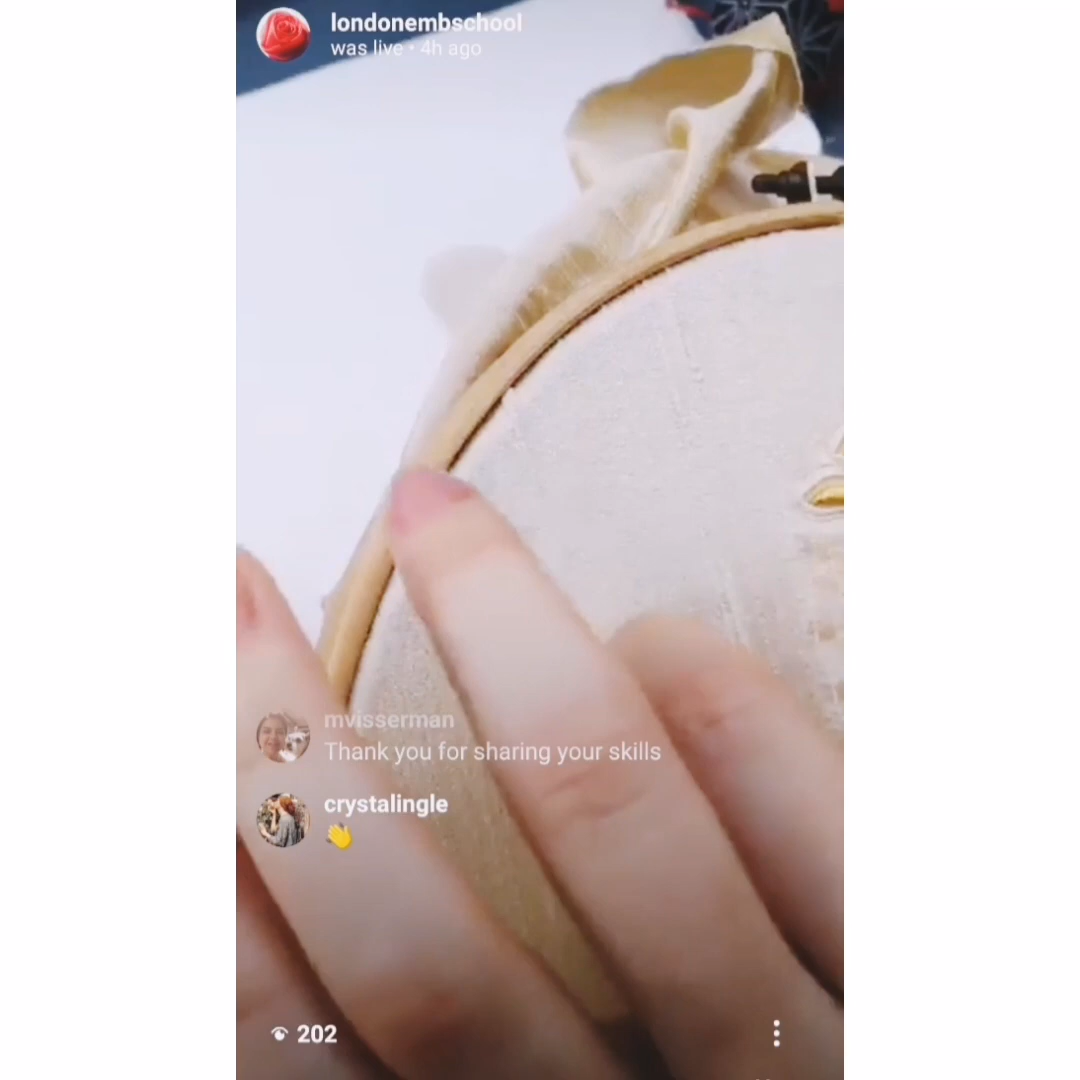 londonembschool
was live • 4h ago
mvisserman
Thank you for sharing your skills
crystalingle
👋
202